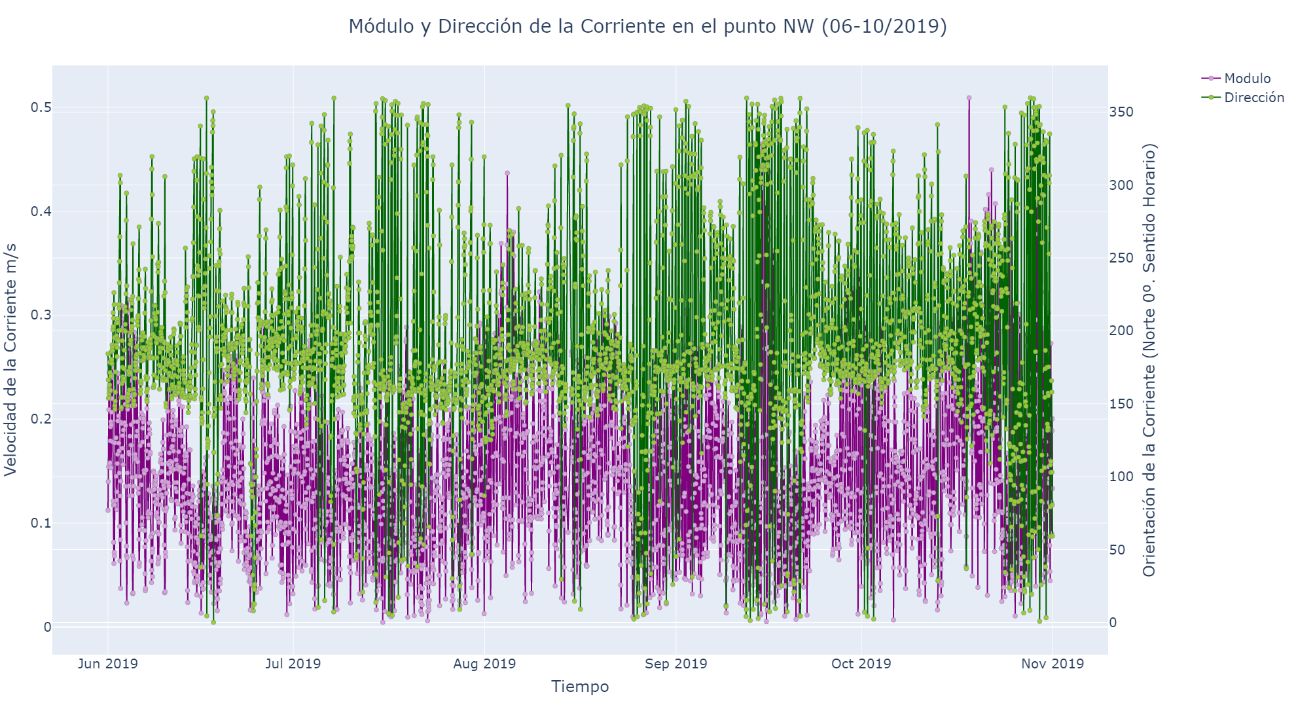 Módulo y Dirección de la Corriente en el punto NW (06-10/2019)
Modulo
Dirección
Velocidad de la Corriente m/s
0.5
0.4
0.3
0.2
0.1
0
350
300
250
200
150
100
50
0
Orientación de la Corriente (Norte 0º. Sentido Horario)
Jun 2019
Jul 2019
Aug 2019
Sep 2019
Oct 2019
Nov 2019
Tiempo